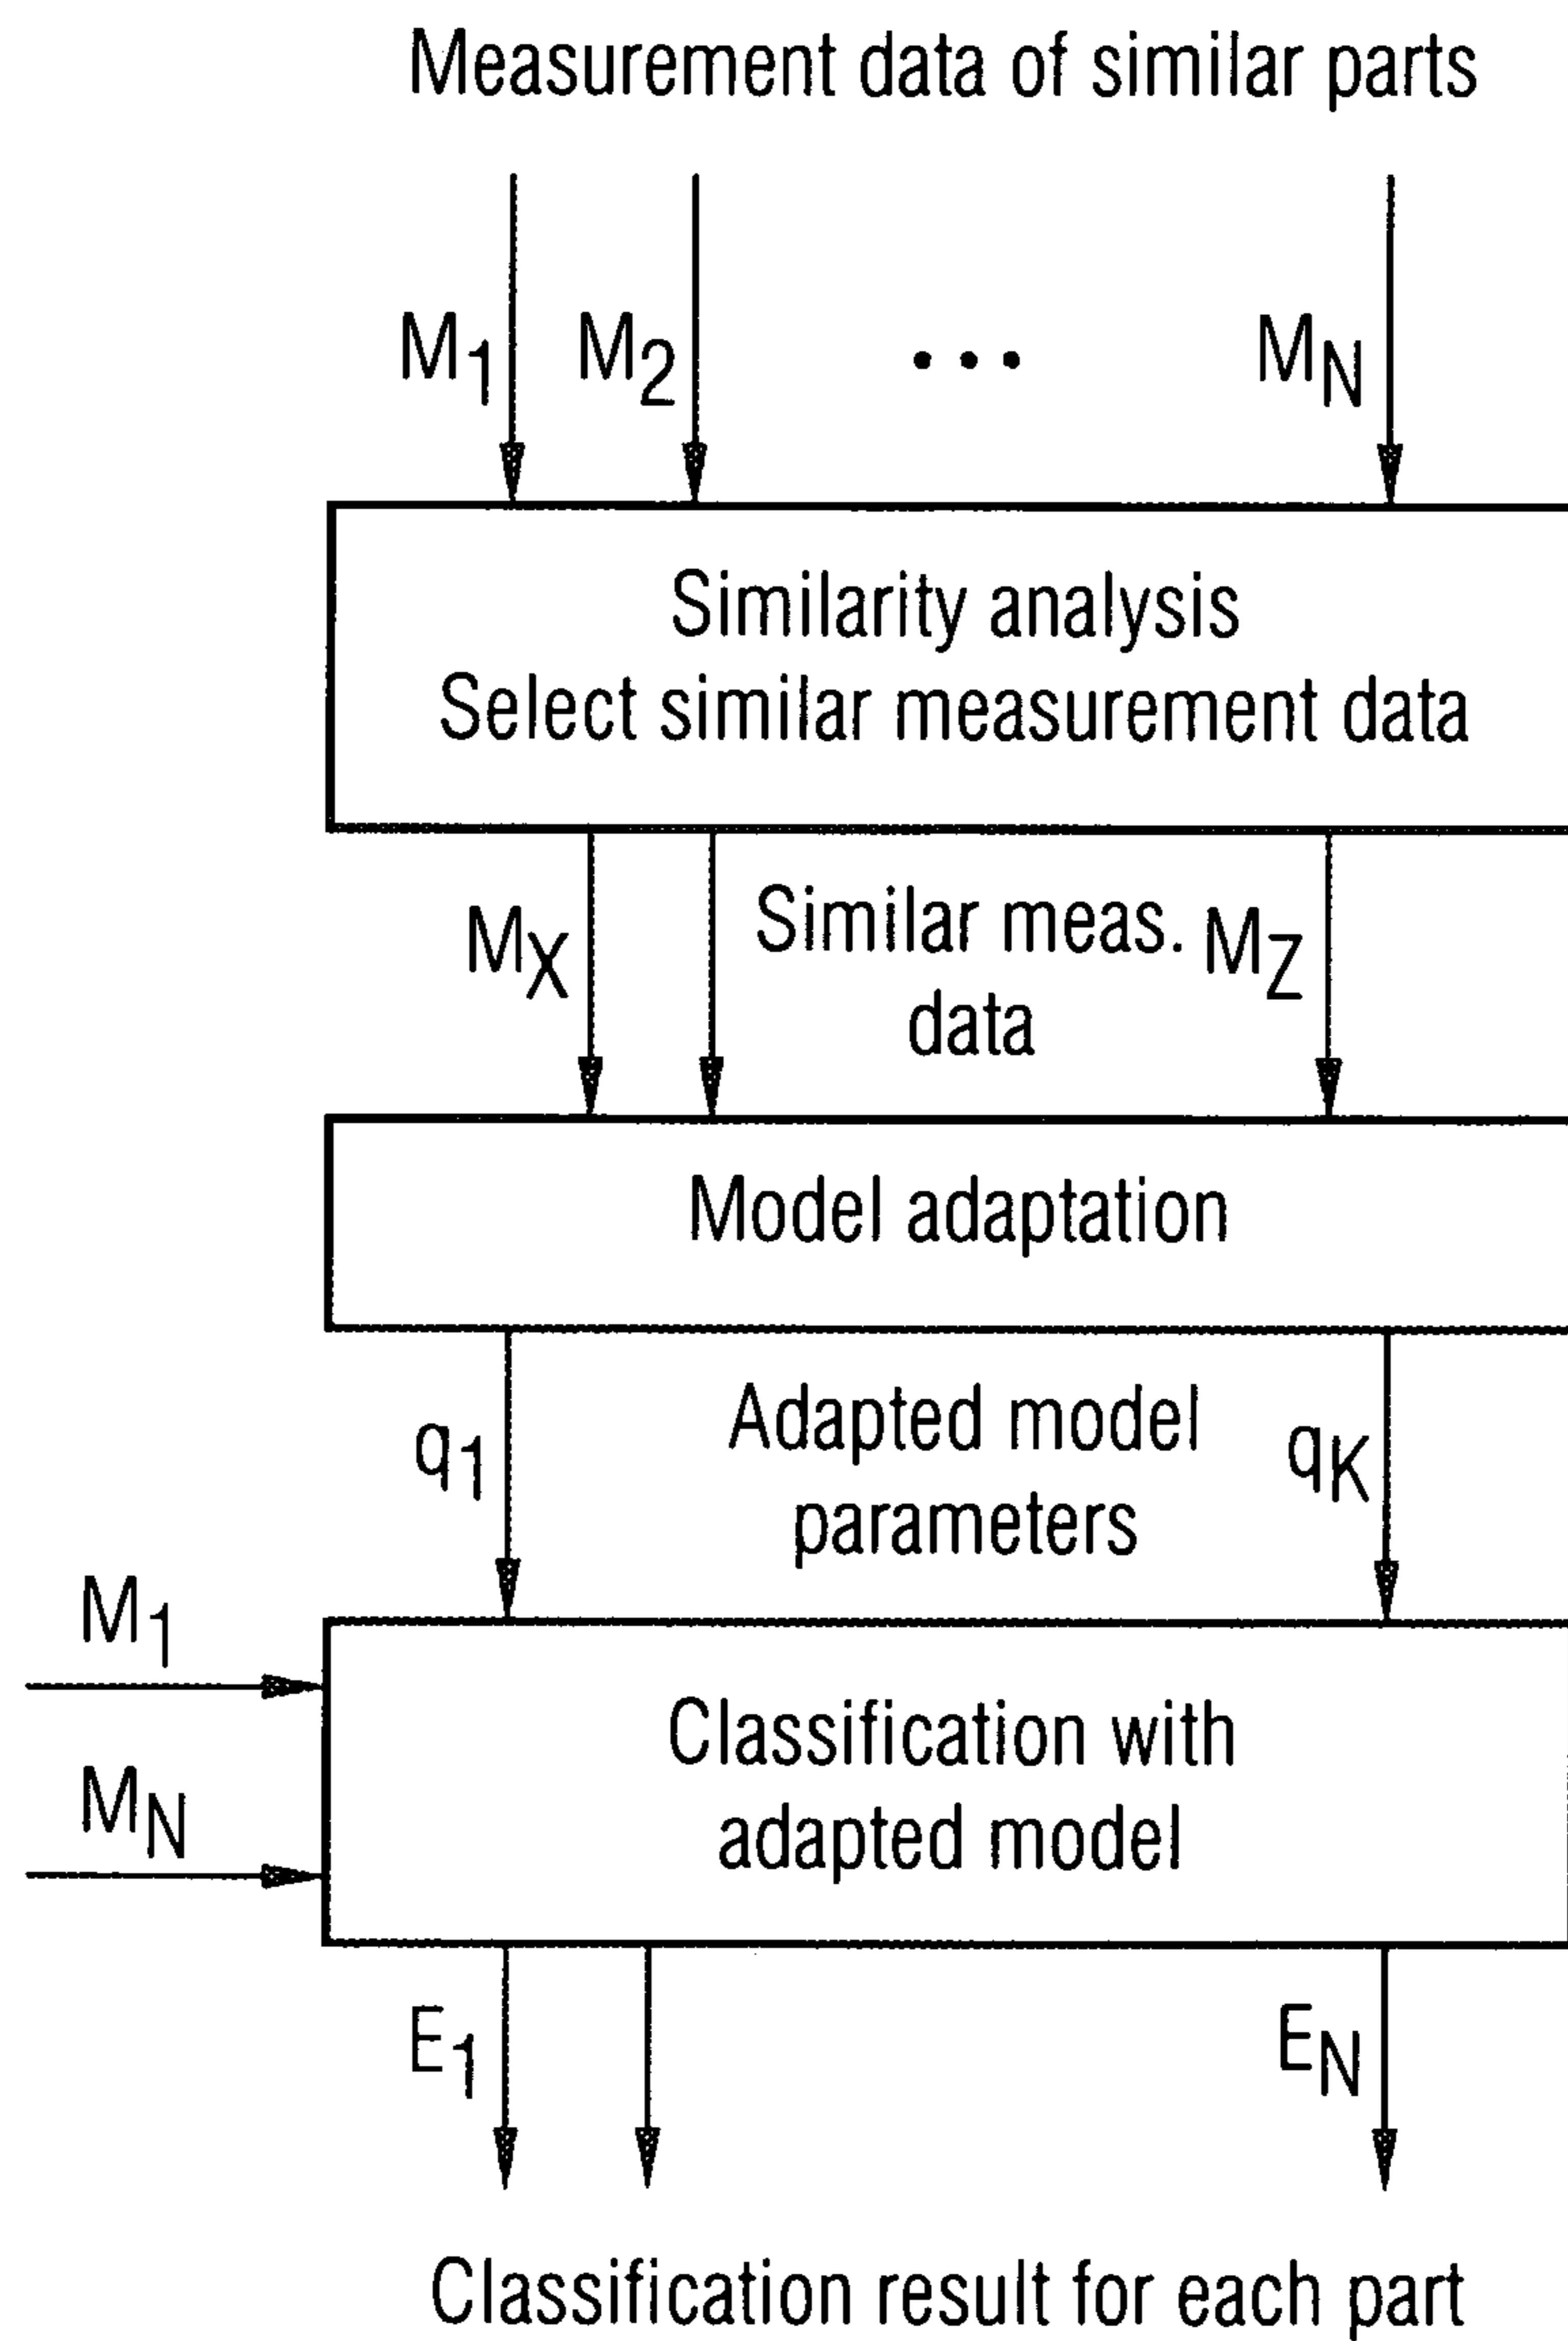 Measurement data of similar parts
M1 M2 ... MN
Similarity analysis
Select similar measurement data
MX Similar meas. MZ
data
Model adaptation
q1 Adapted model qK
parameters
M1
Classification with
MN
adapted model
E1 EN
Classification result for each part